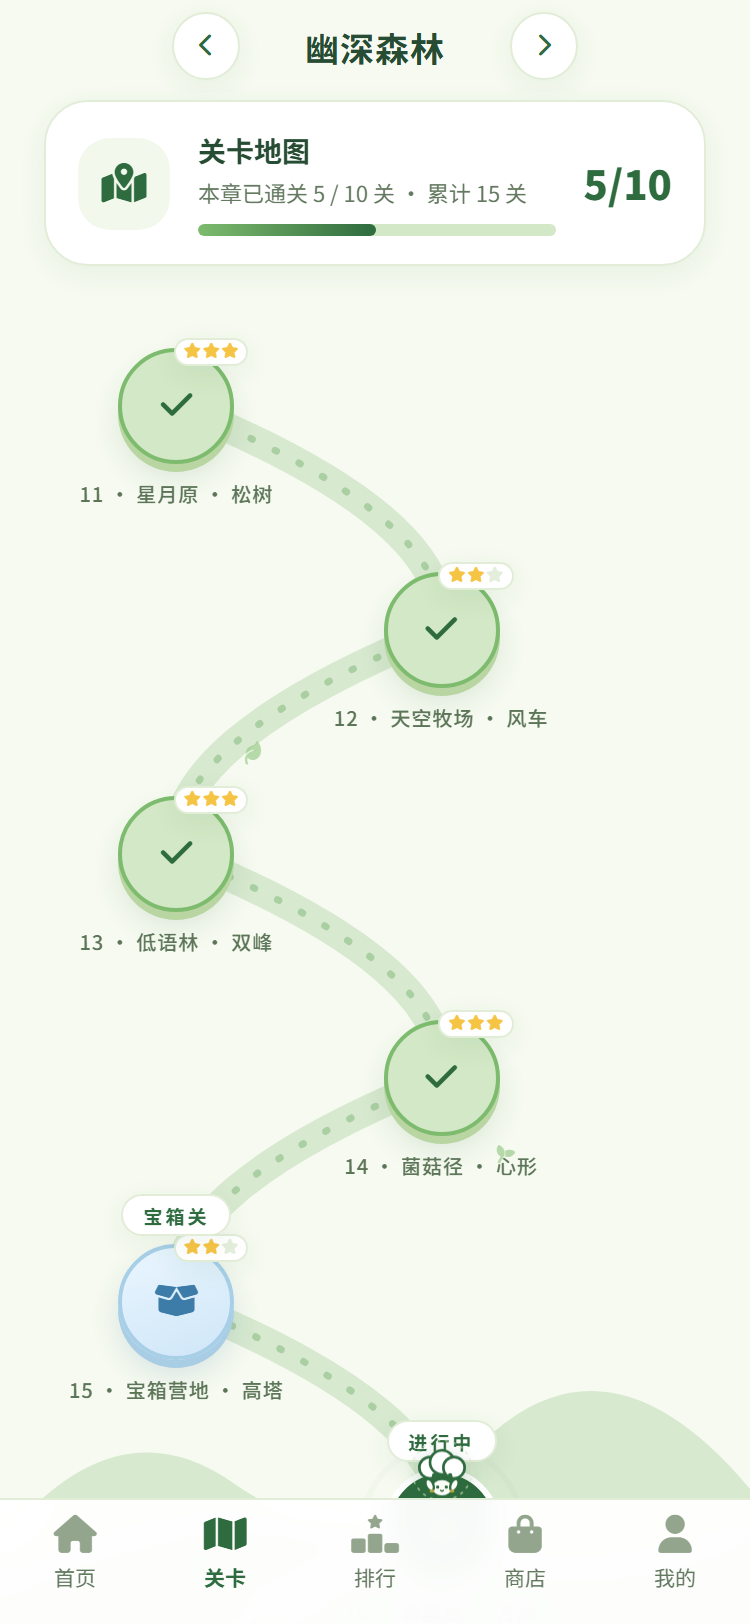 幽深森林
关卡地图
本章已通关 5 / 10 关 • 累计 15 关
5/10
11 • 星月原 • 松树
12 • 天空牧场 • 风车
13 • 低语林 • 双峰
14 • 菌菇径 • 心形
宝箱关
15 • 宝箱营地 • 高塔
进行中
首页
关卡
排行
商店
我的